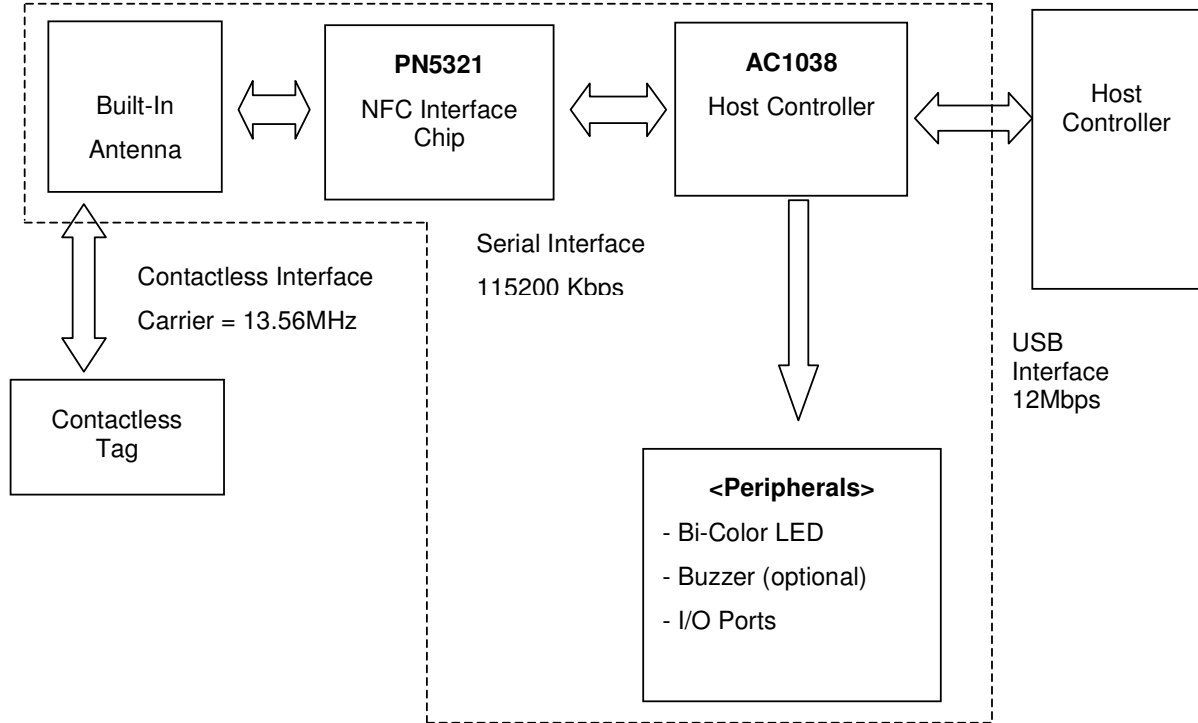 Built-In
Antenna
PN5321
NFC Interface
Chip
AC1038
Host Controller
Host
Controller
Serial Interface
115200 Kbps
Contactless Interface
Carrier = 13.56MHz
USB
Interface
12Mbps
Contactless
Tag
<Peripherals>
- Bi-Color LED
- Buzzer (optional)
- I/O Ports